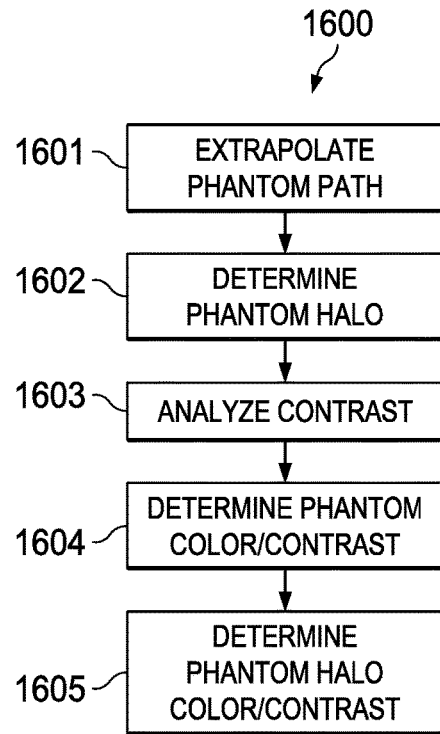 1600
1601
EXTRAPOLATE
PHANTOM PATH
1602
DETERMINE
PHANTOM HALO
1603
ANALYZE CONTRAST
1604
DETERMINE PHANTOM
COLOR/CONTRAST
1605
DETERMINE
PHANTOM HALO
COLOR/CONTRAST